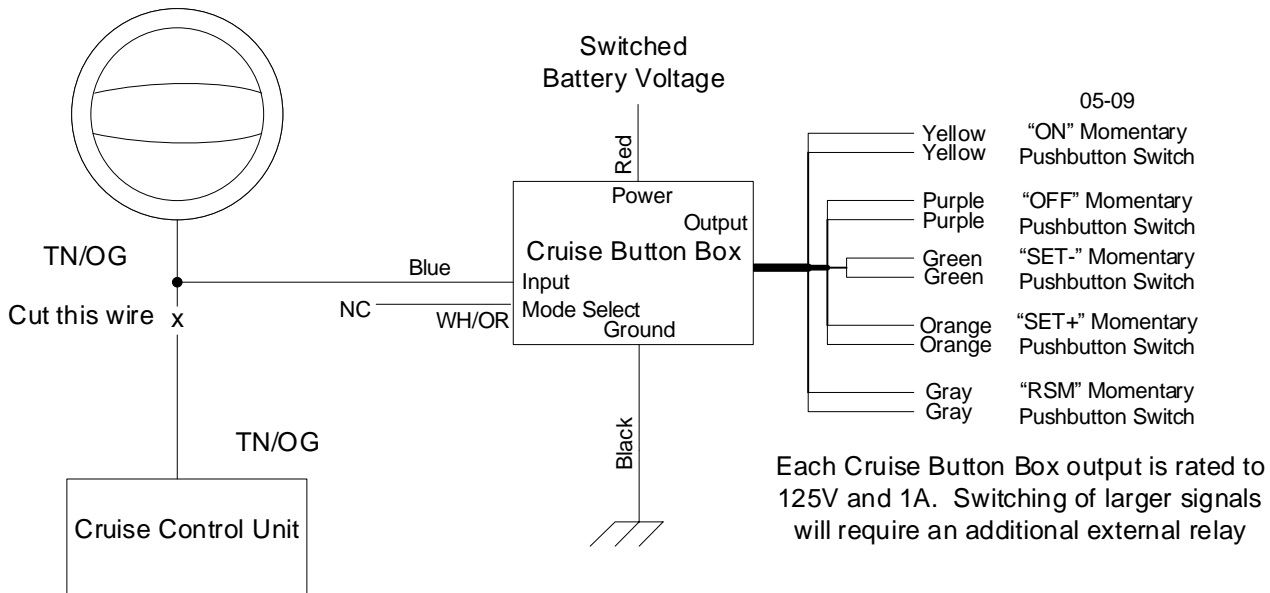 Switched
Battery Voltage
Red
Power
Output
Cruise Button Box
Input
Mode Select
Ground
Blue
NC
WH/OR
Black
TN/OG
Cut this wire x
TN/OG
Cruise Control Unit
05-09
Yellow "ON" Momentary
Yellow Pushbutton Switch
Purple "OFF" Momentary
Purple Pushbutton Switch
Green "SET-" Momentary
Green Pushbutton Switch
Orange "SET+" Momentary
Orange Pushbutton Switch
Gray "RSM" Momentary
Gray Pushbutton Switch
Each Cruise Button Box output is rated to
125V and 1A. Switching of larger signals
will require an additional external relay